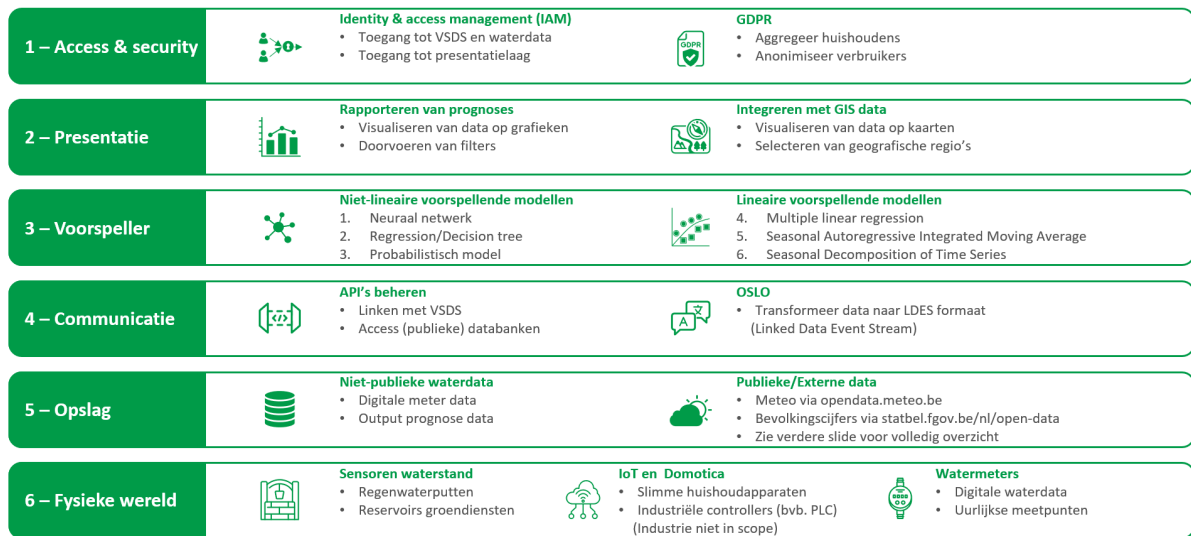 1 – Access & security
Identity & access management (IAM)
• Toegang tot VSDS en waterdata
• Toegang tot presentatielaag
GDPR
GDPR
• Aggregeer huishoudens
• Anonimiseer verbruikers
2 – Presentatie
Rapporteren van prognoses
• Visualiseren van data op grafieken
• Doorvoeren van filters
Integreren met GIS data
• Visualiseren van data op kaarten
• Selecteren van geografische regio's
3 – Voorspeller
Niet-lineaire voorspellende modellen
1. Neuraal netwerk
2. Regression/Decision tree
3. Probabilistisch model
Lineaire voorspellende modellen
4. Multiple linear regression
5. Seasonal Autoregressive Integrated Moving Average
6. Seasonal Decomposition of Time Series
4 – Communicatie
</>
API's beheren
• Linken met VSDS
• Access (publieke) databanken
A 文
OSLO
• Transformeer data naar LDES formaat
(Linked Data Event Stream)
5 – Opslag
Niet-publieke waterdata
• Digitale meter data
• Output prognose data
Publieke/Externe data
• Meteo via opendata.meteo.be
• Bevolkingscijfers via statbel.fgov.be/nl/open-data
• Zie verdere slide voor volledig overzicht
6 – Fysieke wereld
Sensoren waterstand
• Regenwaterputten
• Reservoirs groendiensten
IoT en  Domotica
• Slimme huishoudapparaten
• Industriële controllers (bvb. PLC)
(Industrie niet in scope)
Watermeters
• Digitale waterdata
• Uurlijkse meetpunten